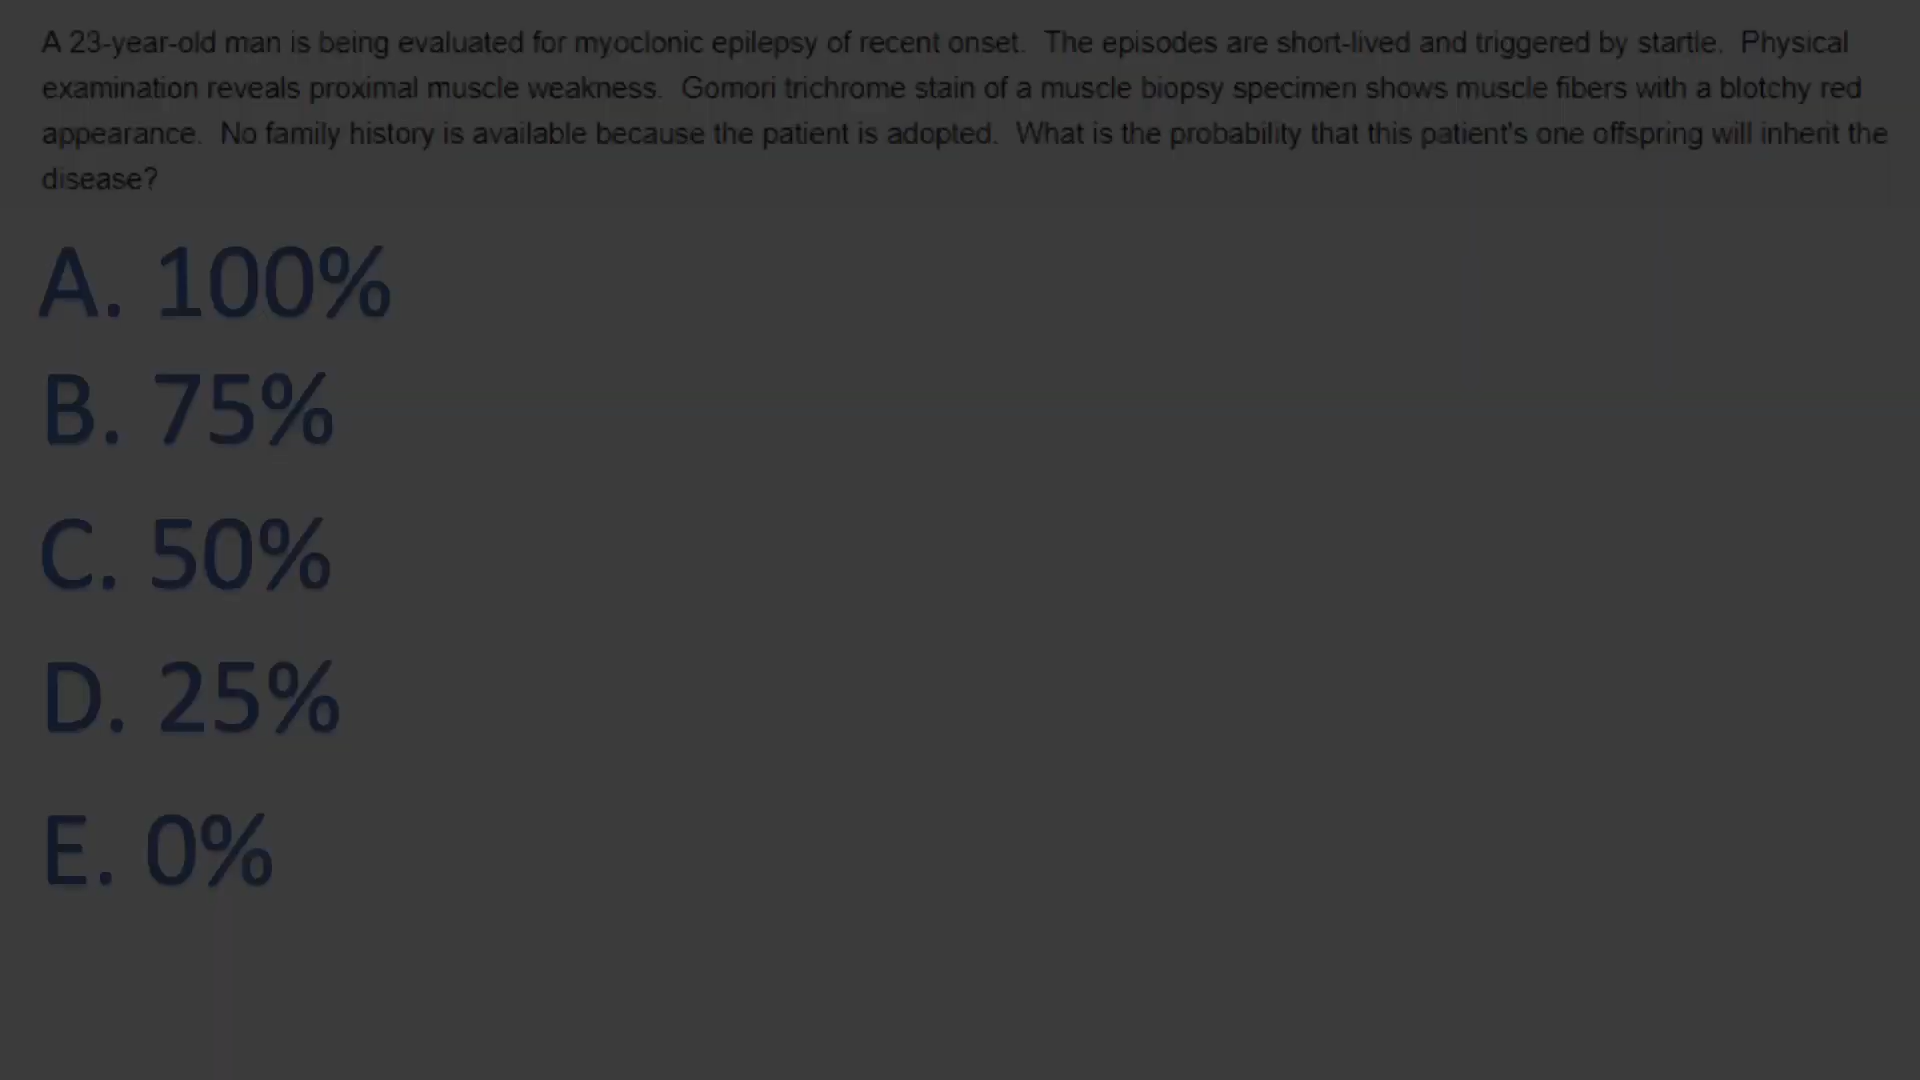 A 23-year-old man is being evaluated for myoclonic epilepsy of recent onset. The episodes are short-lived and triggered by startle. Physical
examination reveals proximal muscle weakness. Gomori trichrome stain of a muscle biopsy specimen shows muscle fibers with a blotchy red
appearance. No family history is available because the patient is adopted. What is the probability that this patient's one offspring will inherit the
disease?
A. 100%
B. 75%
C. 50%
D. 25%
E. 0%